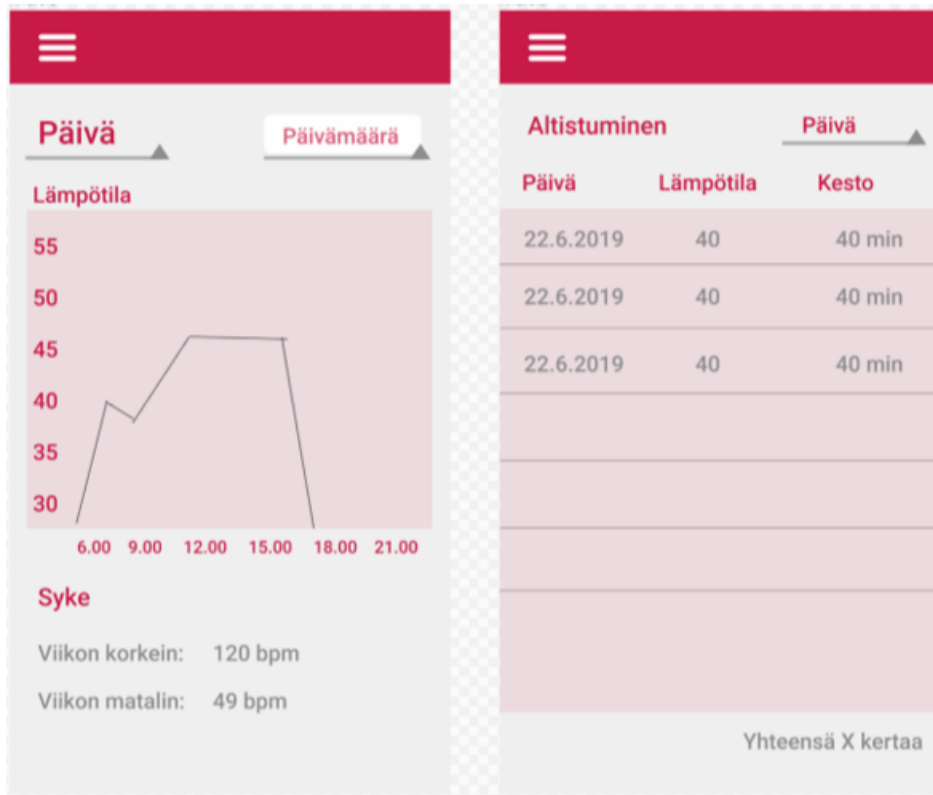 Päivä Päivämäärä
Lämpötila
55
50
45
40
35
30
6.00 9.00 12.00 15.00 18.00 21.00
Syke
Viikon korkein: 120 bpm
Viikon matalin: 49 bpm
Altistuminen Päivä
Päivä Lämpötila Kesto
22.6.2019 40 40 min
22.6.2019 40 40 min
22.6.2019 40 40 min
Yhteensä X kertaa